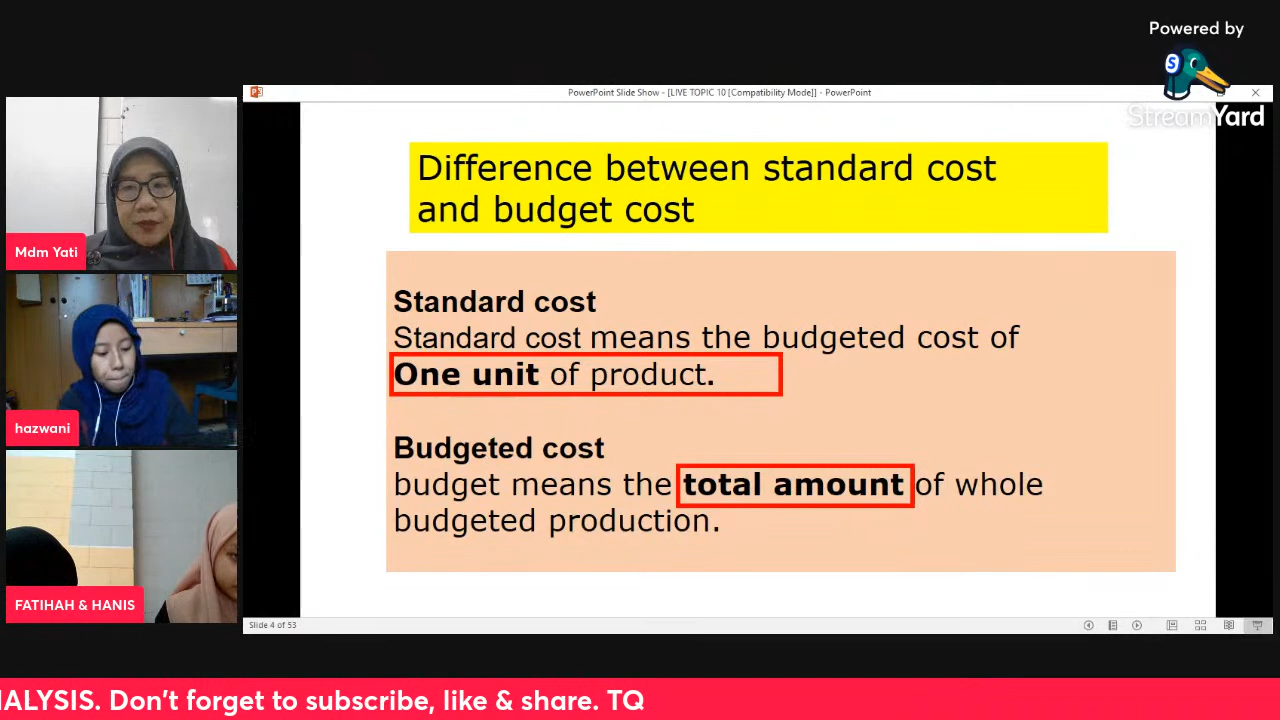 Powered by
StreamYard
PowerPoint Slide Show - [LIVE TOPIC 10 [Compatibility Mode]] - PowerPoint
Difference between standard cost
and budget cost
Standard cost
Standard cost means the budgeted cost of
One unit of product.
Budgeted cost
budget means the total amount of whole
budgeted production.
Slide 4 of 53
Mdm Yati
hazwani
FATIHAH & HANIS
NALYSIS. Don't forget to subscribe, like & share. TQ